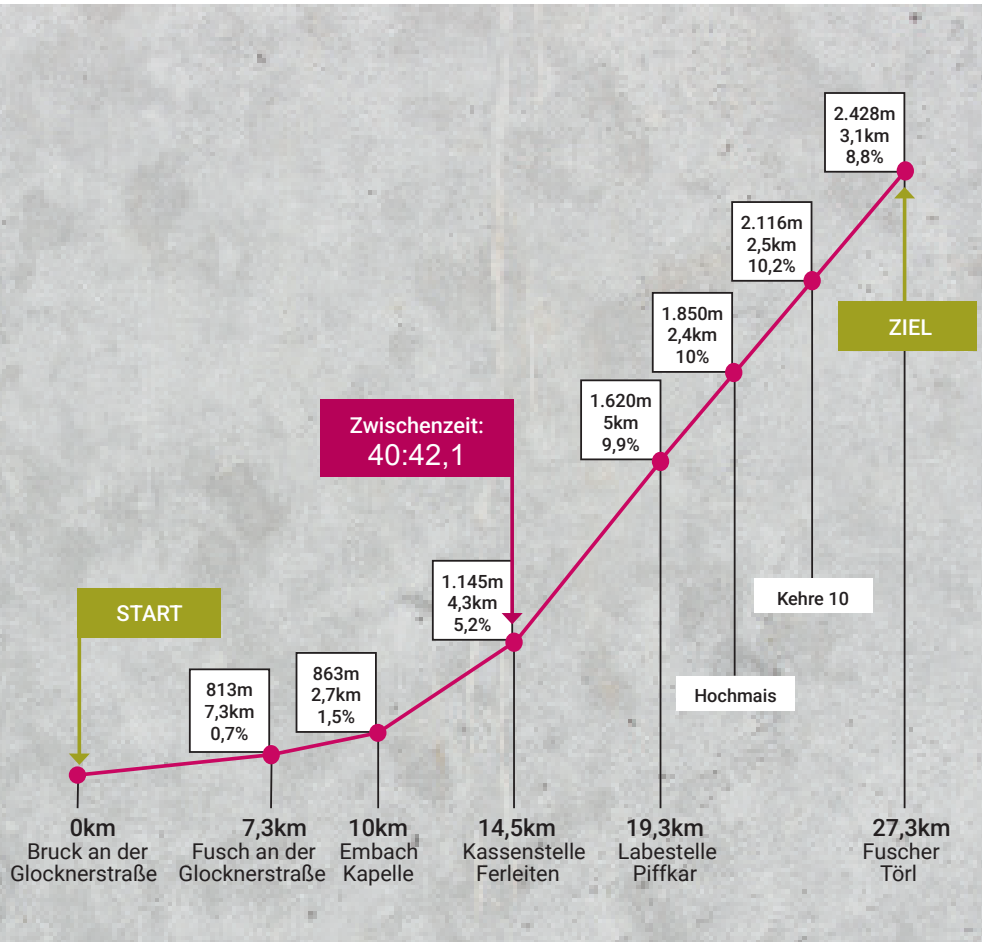 2.428m
3,1km
8,8%
2.116m
2,5km
10,2%
ZIEL
1.850m
2,4km
10%
1.620m
5km
9,9%
Zwischenzeit:
40:42,1
1.145m
4,3km
5,2%
Kehre 10
START
813m
7,3km
0,7%
863m
2,7km
1,5%
Hochmais
0km
Bruck an der
Glocknerstraße
7,3km
Fusch an der
Glocknerstraße
10km
Embach
Kapelle
14,5km
Kassenstelle
Ferleiten
19,3km
Labestelle
Piffkar
27,3km
Fuscher
Törl